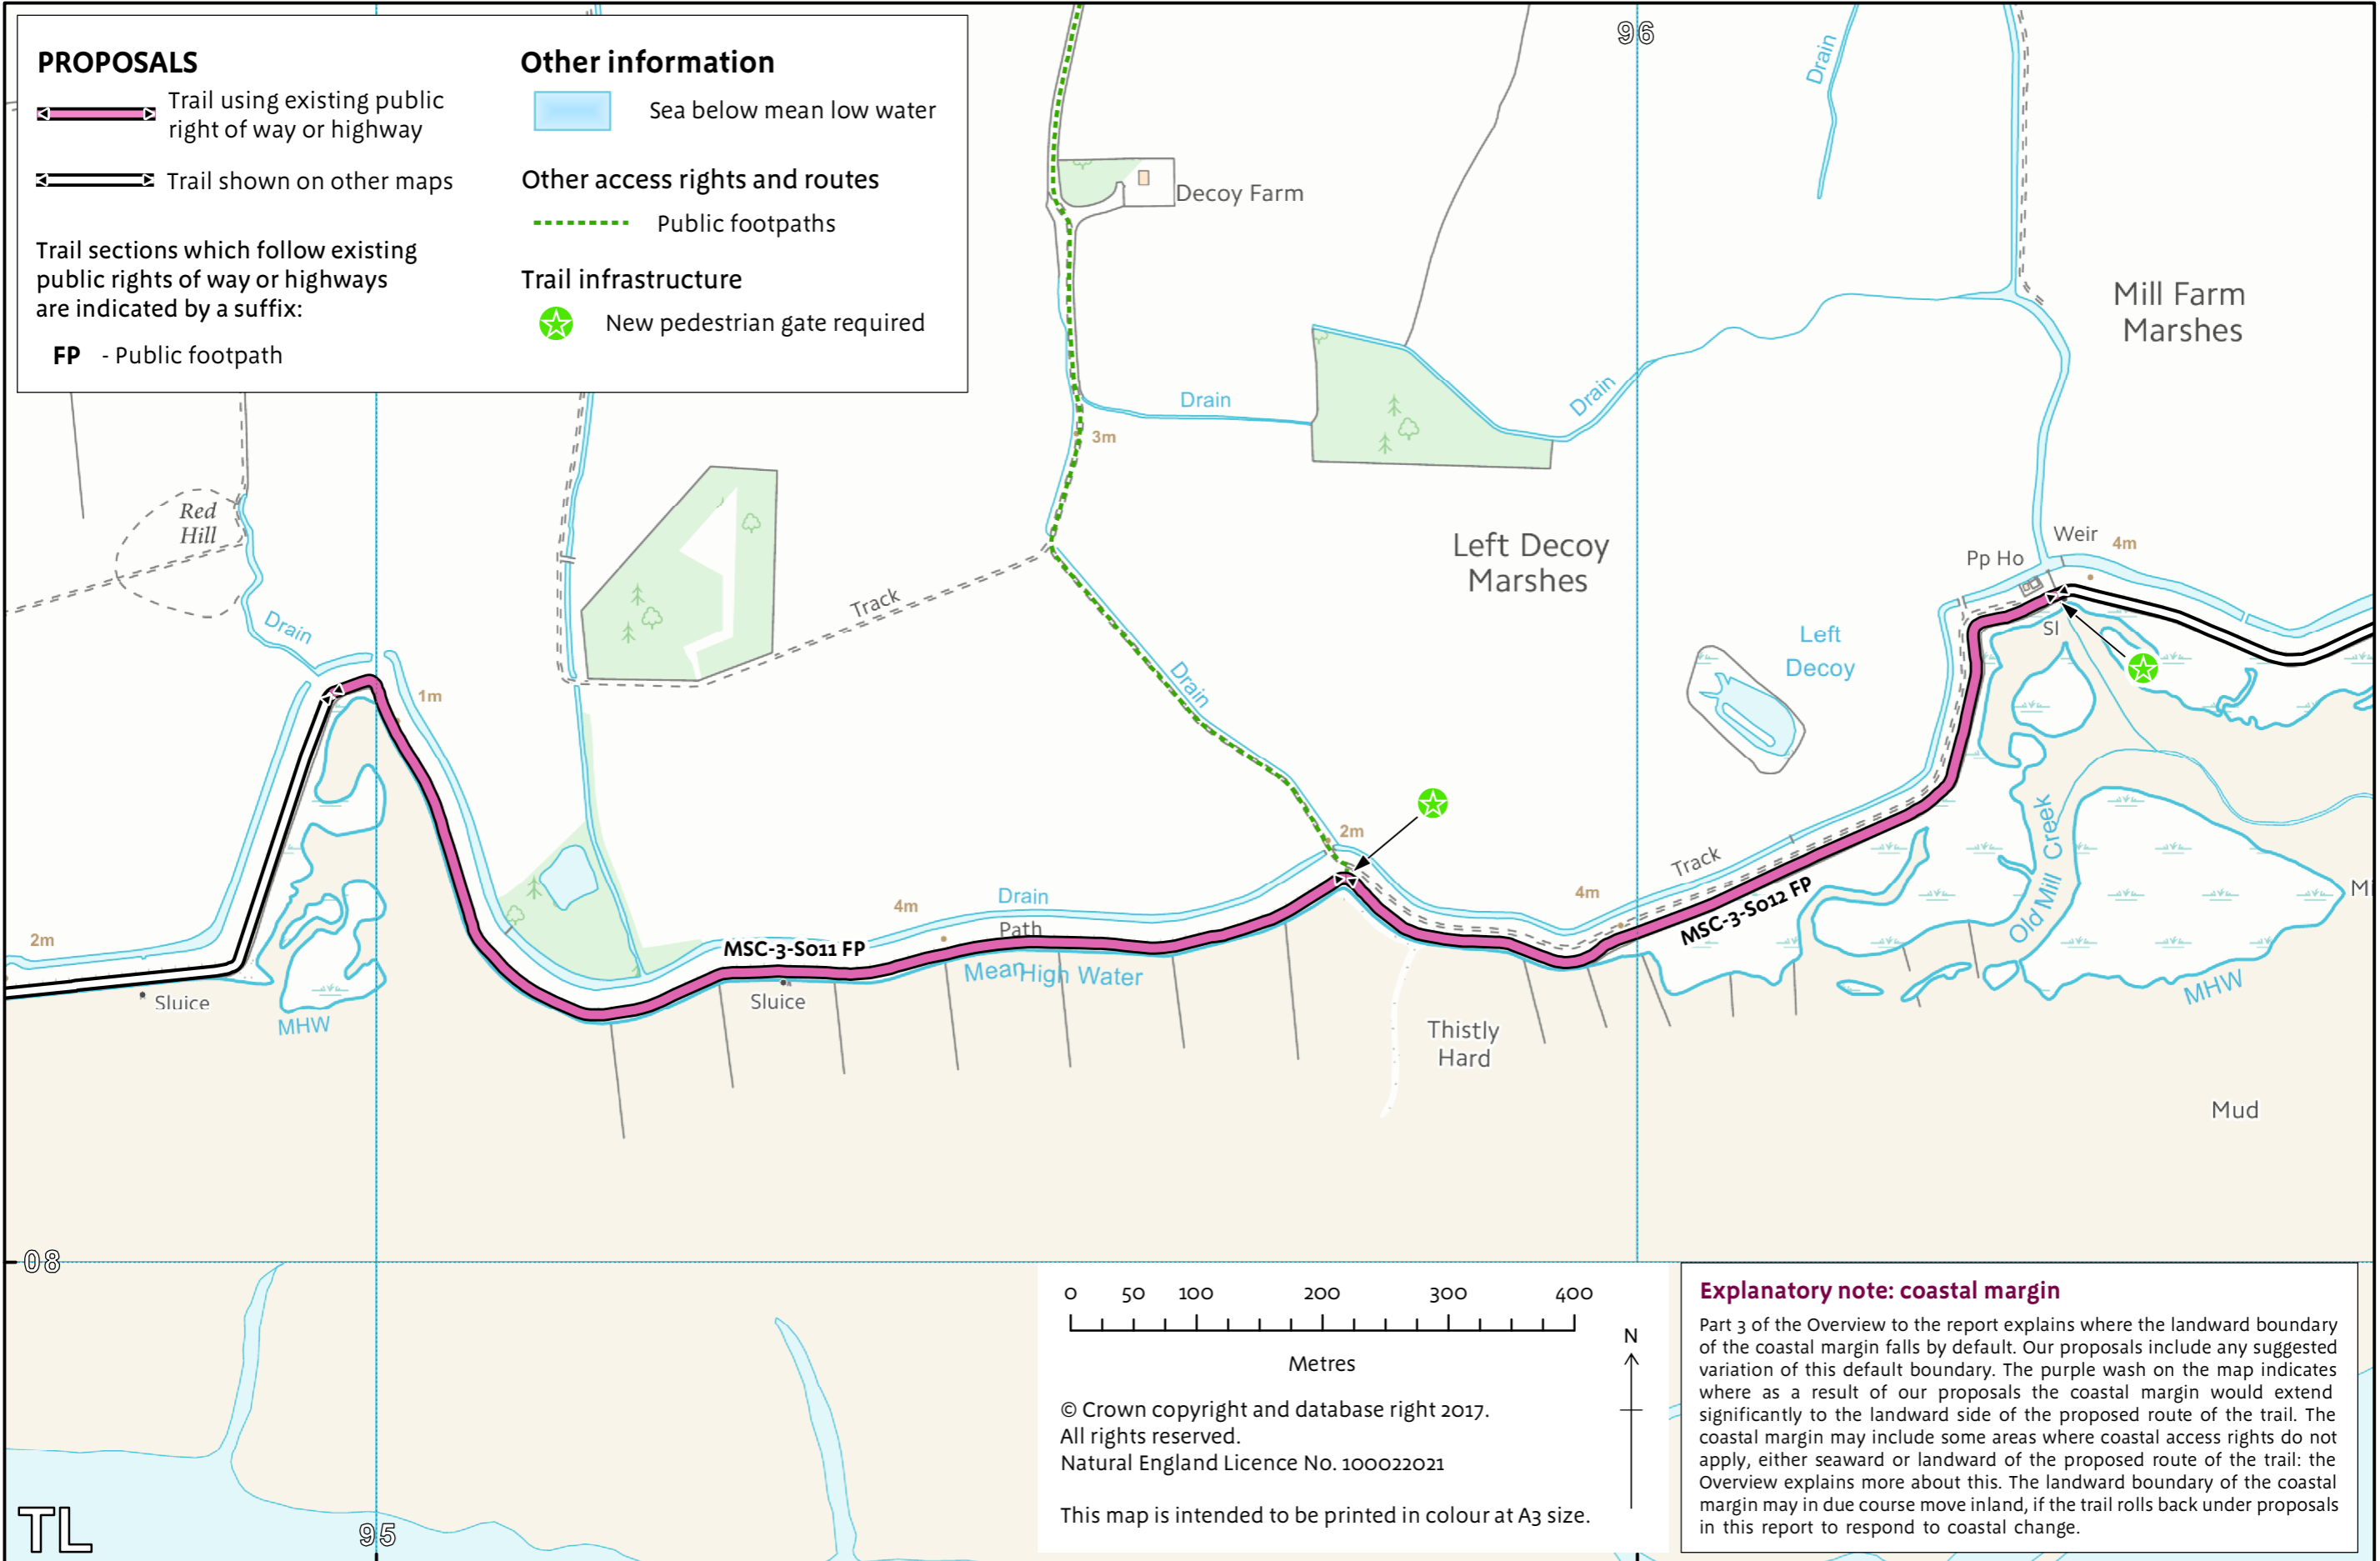 PROPOSALS
Trail using existing public
right of way or highway
Trail shown on other maps
Trail sections which follow existing
public rights of way or highways
are indicated by a suffix:
FP - Public footpath
Other information
Sea below mean low water
Other access rights and routes
Public footpaths
Trail infrastructure
New pedestrian gate required
96
Drain
Decoy Farm
Mill Farm
Marshes
Drain
Drain
3m
Red
Hill
Left Decoy
Marshes
Weir
4m
Pp Ho
Track
Drain
Sl
Left
Decoy
Drain
1m
2m
Track
4m
Old Mill Creek
M
Drain
4m
Path
MSC-3-S011 FP
MSC-3-S012 FP
2m
Mean High Water
Sluice
Sluice
MHW
MHW
Thistly
Hard
Mud
08
0 50 100 200 300 400
Metres
N
© Crown copyright and database right 2017.
All rights reserved.
Natural England Licence No. 100022021
This map is intended to be printed in colour at A3 size.
Explanatory note: coastal margin
Part 3 of the Overview to the report explains where the landward boundary
of the coastal margin falls by default. Our proposals include any suggested
variation of this default boundary. The purple wash on the map indicates
where as a result of our proposals the coastal margin would extend
significantly to the landward side of the proposed route of the trail. The
coastal margin may include some areas where coastal access rights do not
apply, either seaward or landward of the proposed route of the trail: the
Overview explains more about this. The landward boundary of the coastal
margin may in due course move inland, if the trail rolls back under proposals
in this report to respond to coastal change.
TL
95